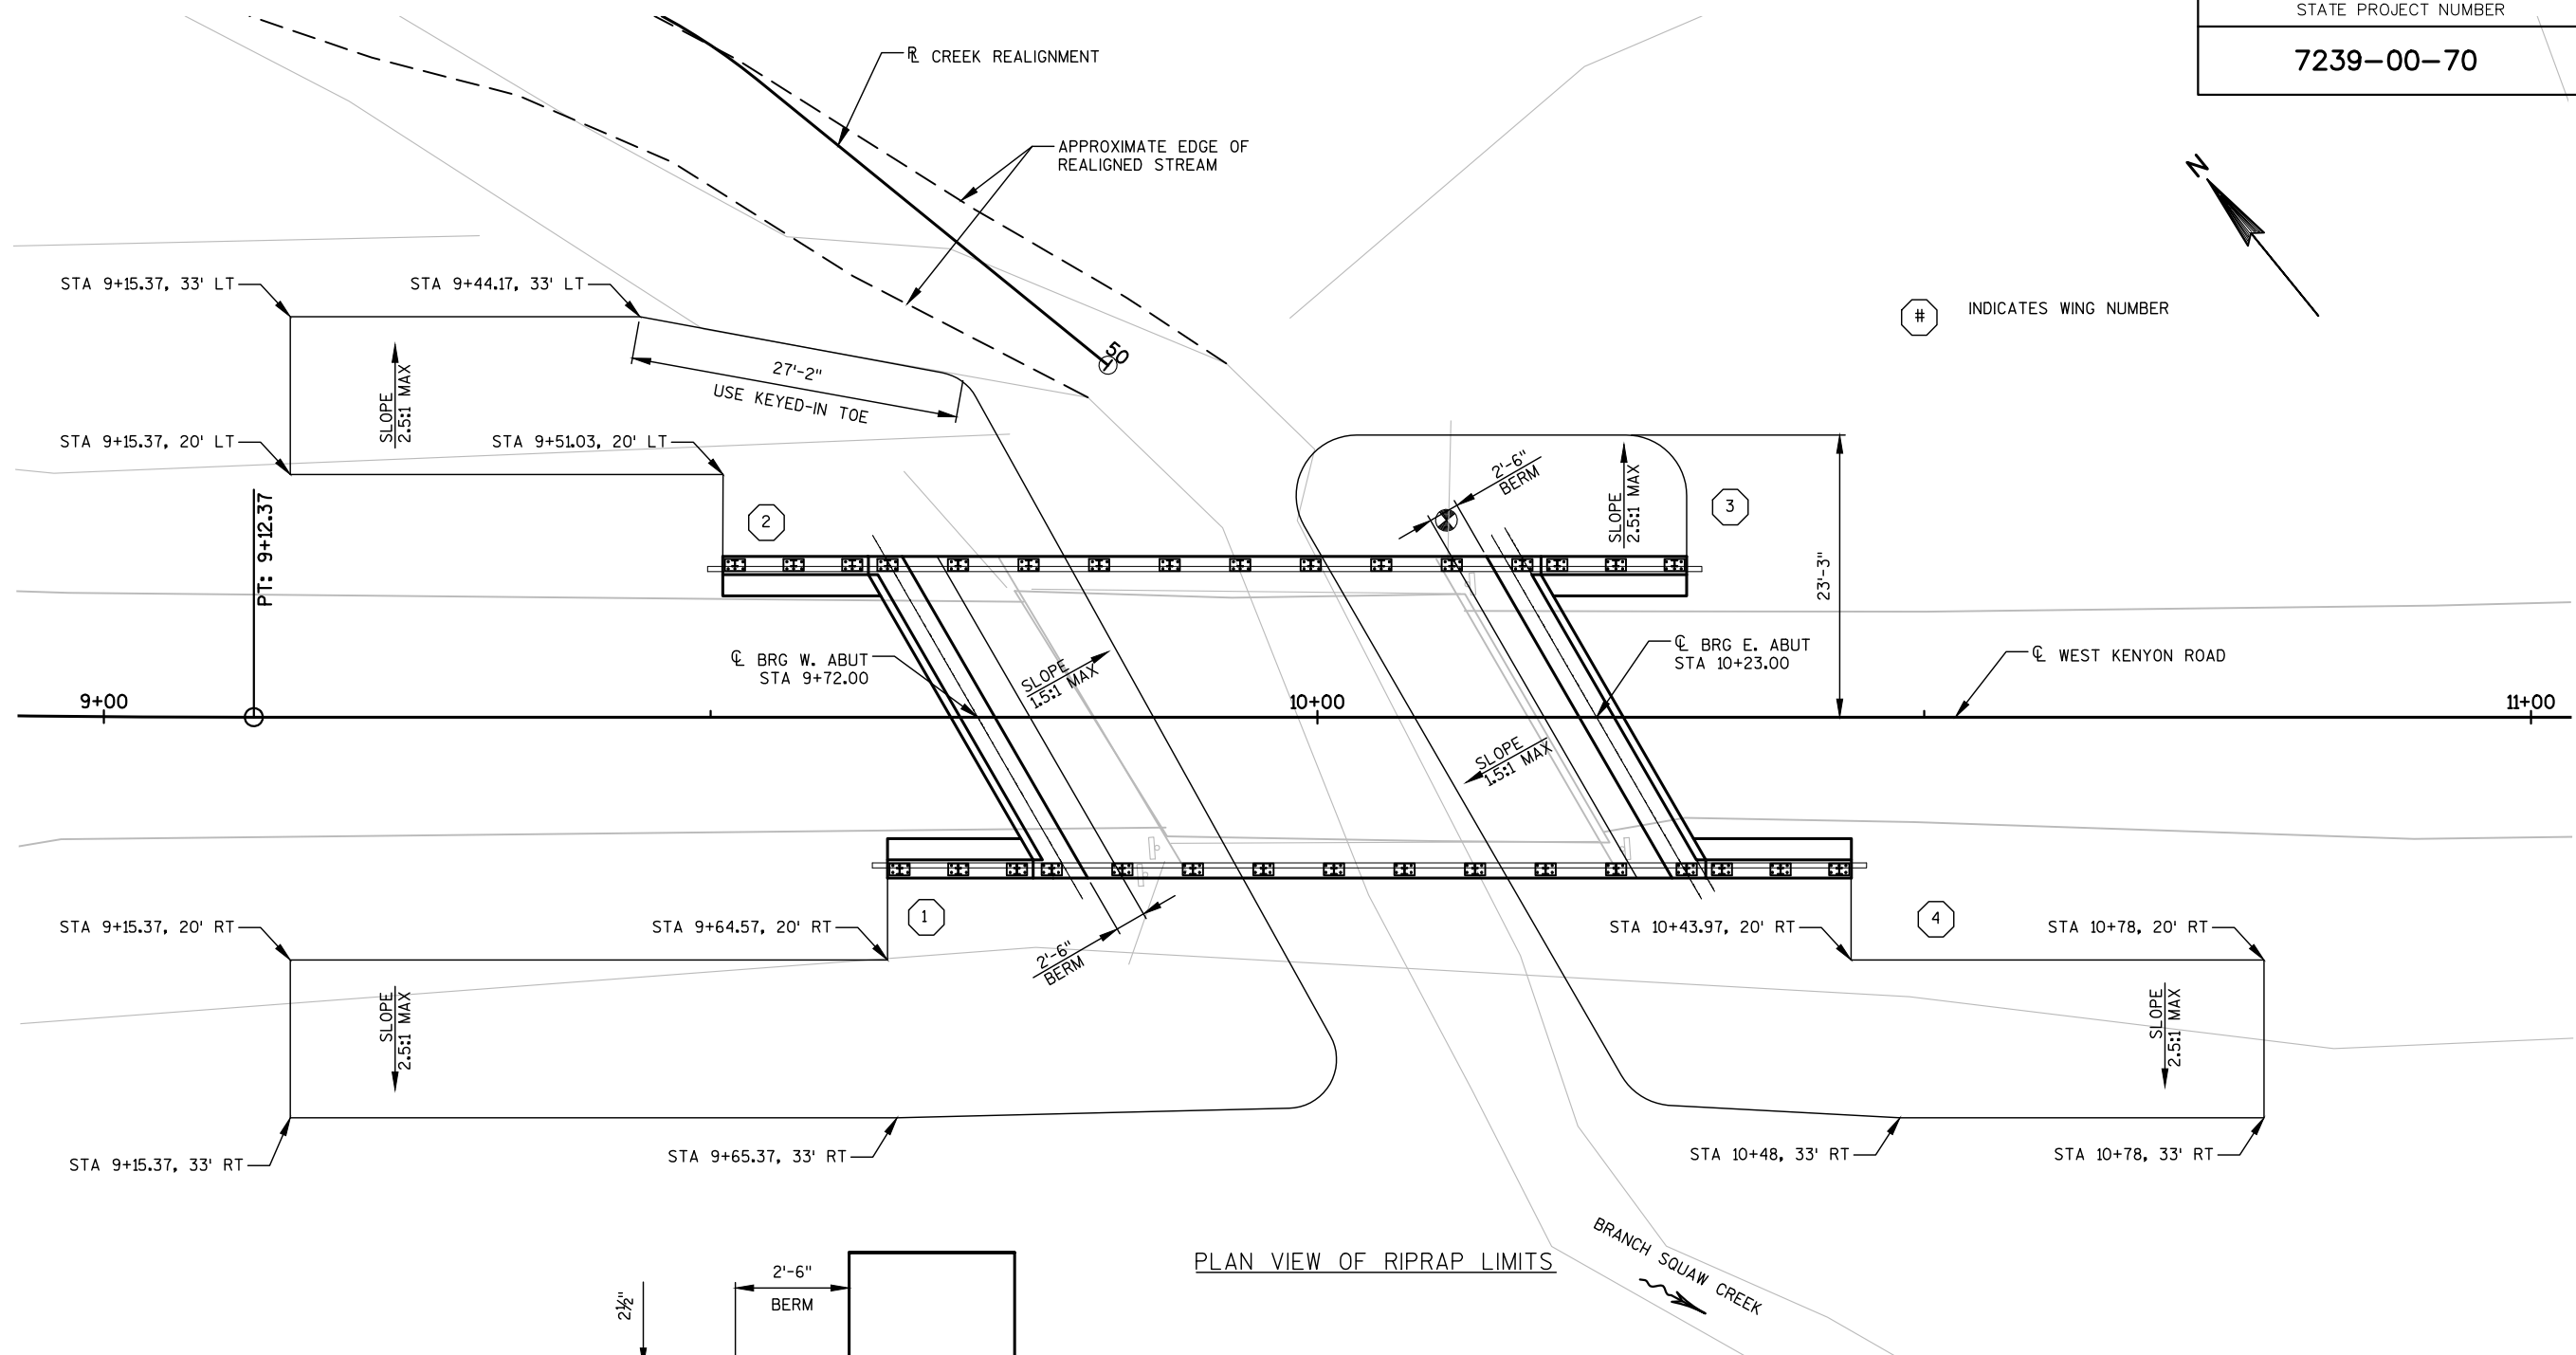 STATE PROJECT NUMBER
7239-00-70
℄ CREEK REALIGNMENT
APPROXIMATE EDGE OF
REALIGNED STREAM
N
STA 9+15.37, 33' LT
STA 9+44.17, 33' LT
# INDICATES WING NUMBER
50
27'-2"
USE KEYED-IN TOE
SLOPE
2.5:1 MAX
STA 9+15.37, 20' LT
STA 9+51.03, 20' LT
2'-6"
BERM
SLOPE
2.5:1 MAX
PT: 9+12.37
2
3
23'-3"
℄ BRG W. ABUT
STA 9+72.00
SLOPE
1.5:1 MAX
℄ BRG E. ABUT
STA 10+23.00
℄ WEST KENYON ROAD
9+00
10+00
11+00
SLOPE
1.5:1 MAX
1
4
STA 9+15.37, 20' RT
STA 9+64.57, 20' RT
2'-6"
BERM
STA 10+43.97, 20' RT
STA 10+78, 20' RT
SLOPE
2.5:1 MAX
SLOPE
2.5:1 MAX
STA 9+15.37, 33' RT
STA 9+65.37, 33' RT
STA 10+48, 33' RT
STA 10+78, 33' RT
BRANCH SQUAW CREEK
PLAN VIEW OF RIPRAP LIMITS
2'-6"
BERM
2½"